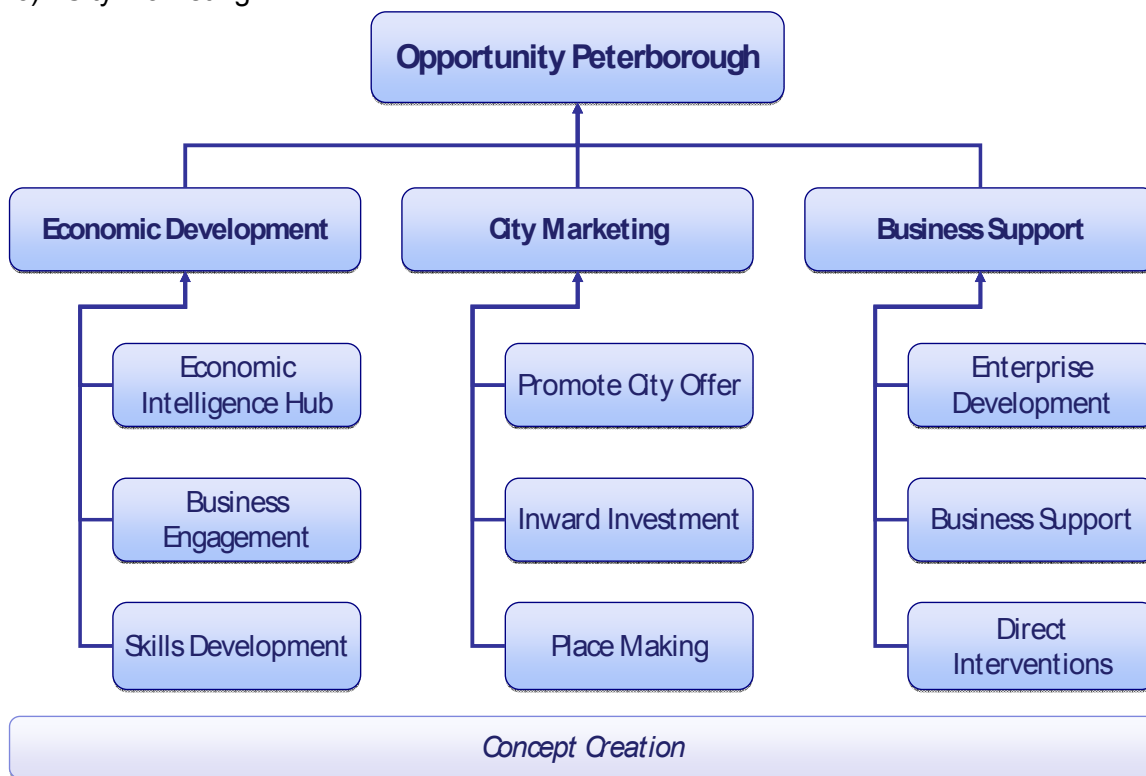 Opportunity Peterborough
Economic Development
City Marketing
Business Support
Economic
Intelligence Hub
Promote City Offer
Enterprise
Development
Business
Engagement
Inward Investment
Business Support
Skills Development
Place Making
Direct
Interventions
Concept Creation